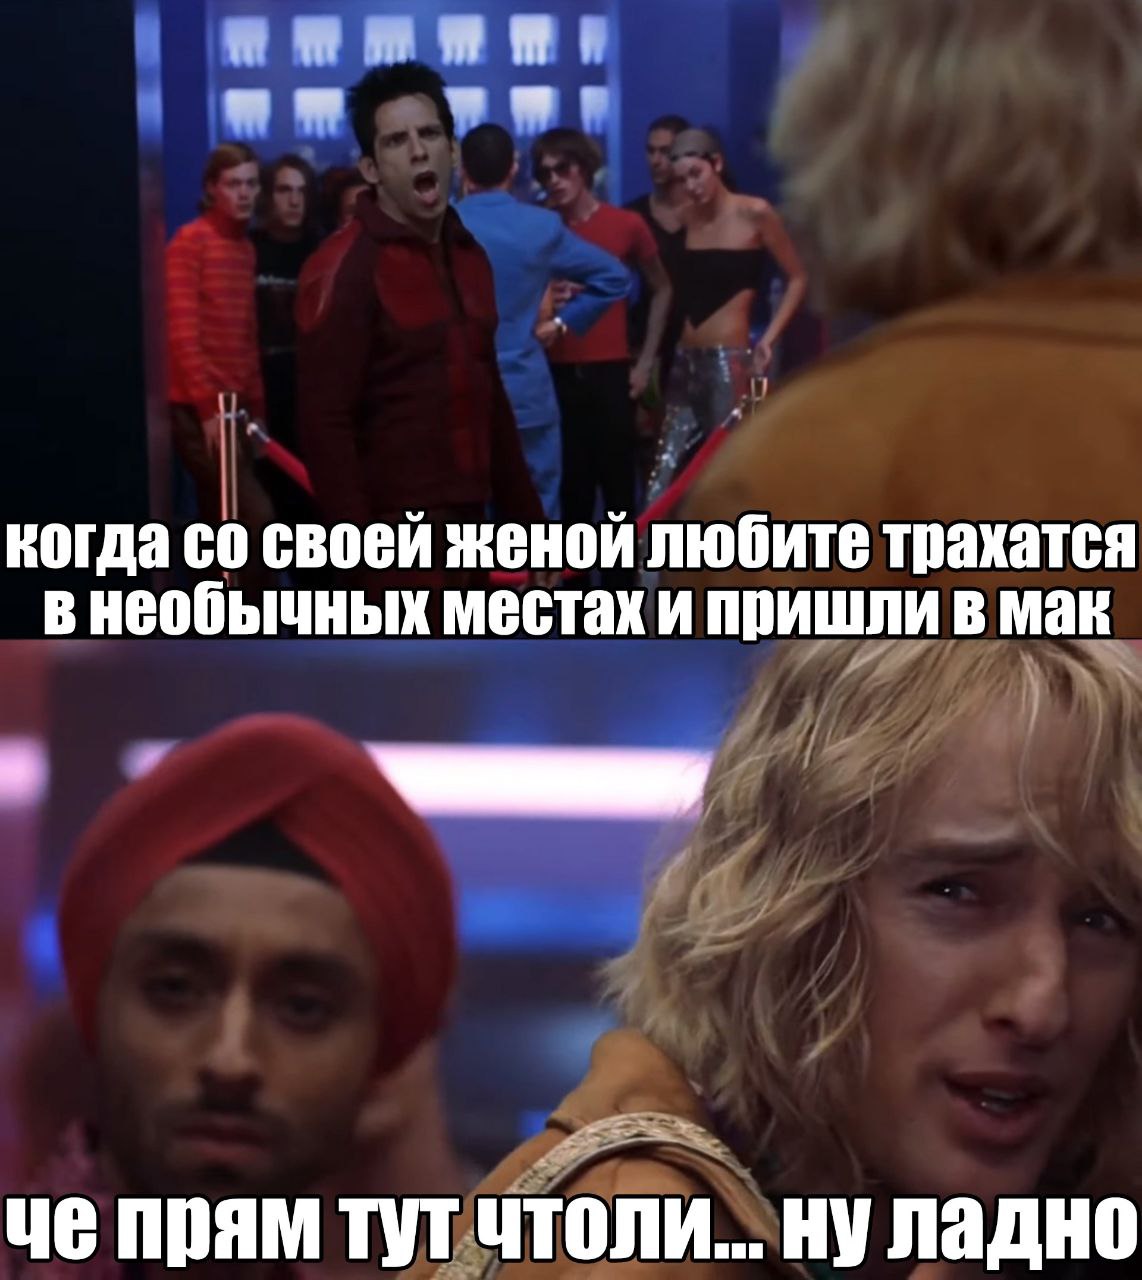 когда со своей женой любите трахатся
в необычных местах и пришли в мак
че прям тут чтоли... ну ладно